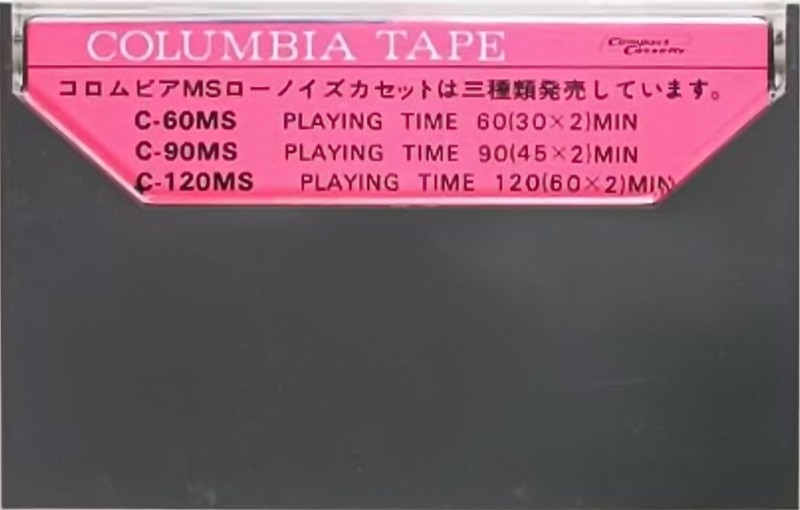 COLUMBIA TAPE
Compact Cassette
コロムビアMSローノイズカセットは三種類発売しています。
C-60MS PLAYING TIME 60(30×2)MIN
C-90MS PLAYING TIME 90(45×2)MIN
C-120MS PLAYING TIME 120(60×2)MIN